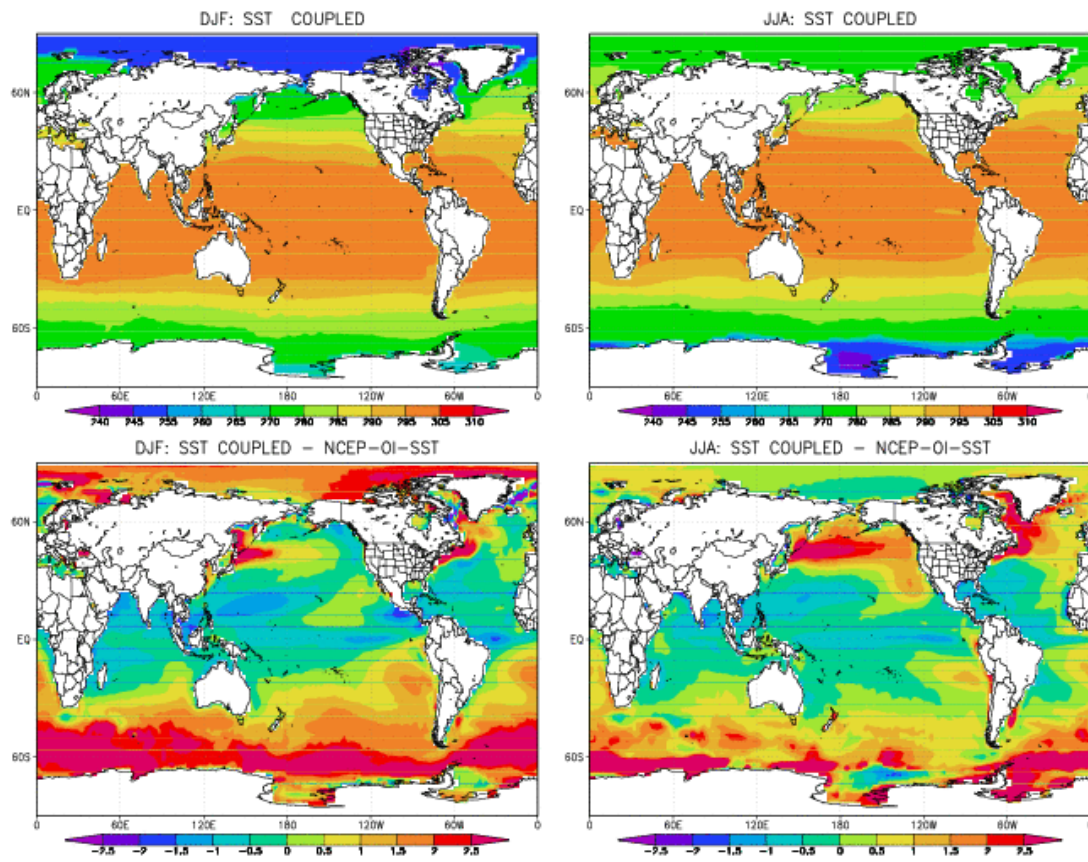 DJF: SST COUPLED
JJA: SST COUPLED
60N
EQ
60S
0 60E 120E 180 120W 60W 0
240 245 255 260 265 270 280 285 290 295 305 310
60N
EQ
60S
0 60E 120E 180 120W 60W 0
240 245 255 260 265 270 280 285 290 295 305 310
DJF: SST COUPLED - NCEP-OI-SST
JJA: SST COUPLED - NCEP-OI-SST
60N
EQ
60S
0 60E 120E 180 120W 60W 0
-2.5 -2 -1.5 -1 -0.5 0 0.5 1 1.5 2 2.5
60N
EQ
60S
0 60E 120E 180 120W 60W
-2.5 -2 -1.5 -1 -0.5 0 0.5 1 1.5 2 2.5